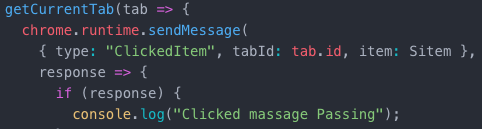 getCurrentTab(tab => {
chrome.runtime.sendMessage(
{ type: "ClickedItem", tabId: tab.id, item: Sitem },
response => {
if (response) {
console.log("Clicked massage Passing");